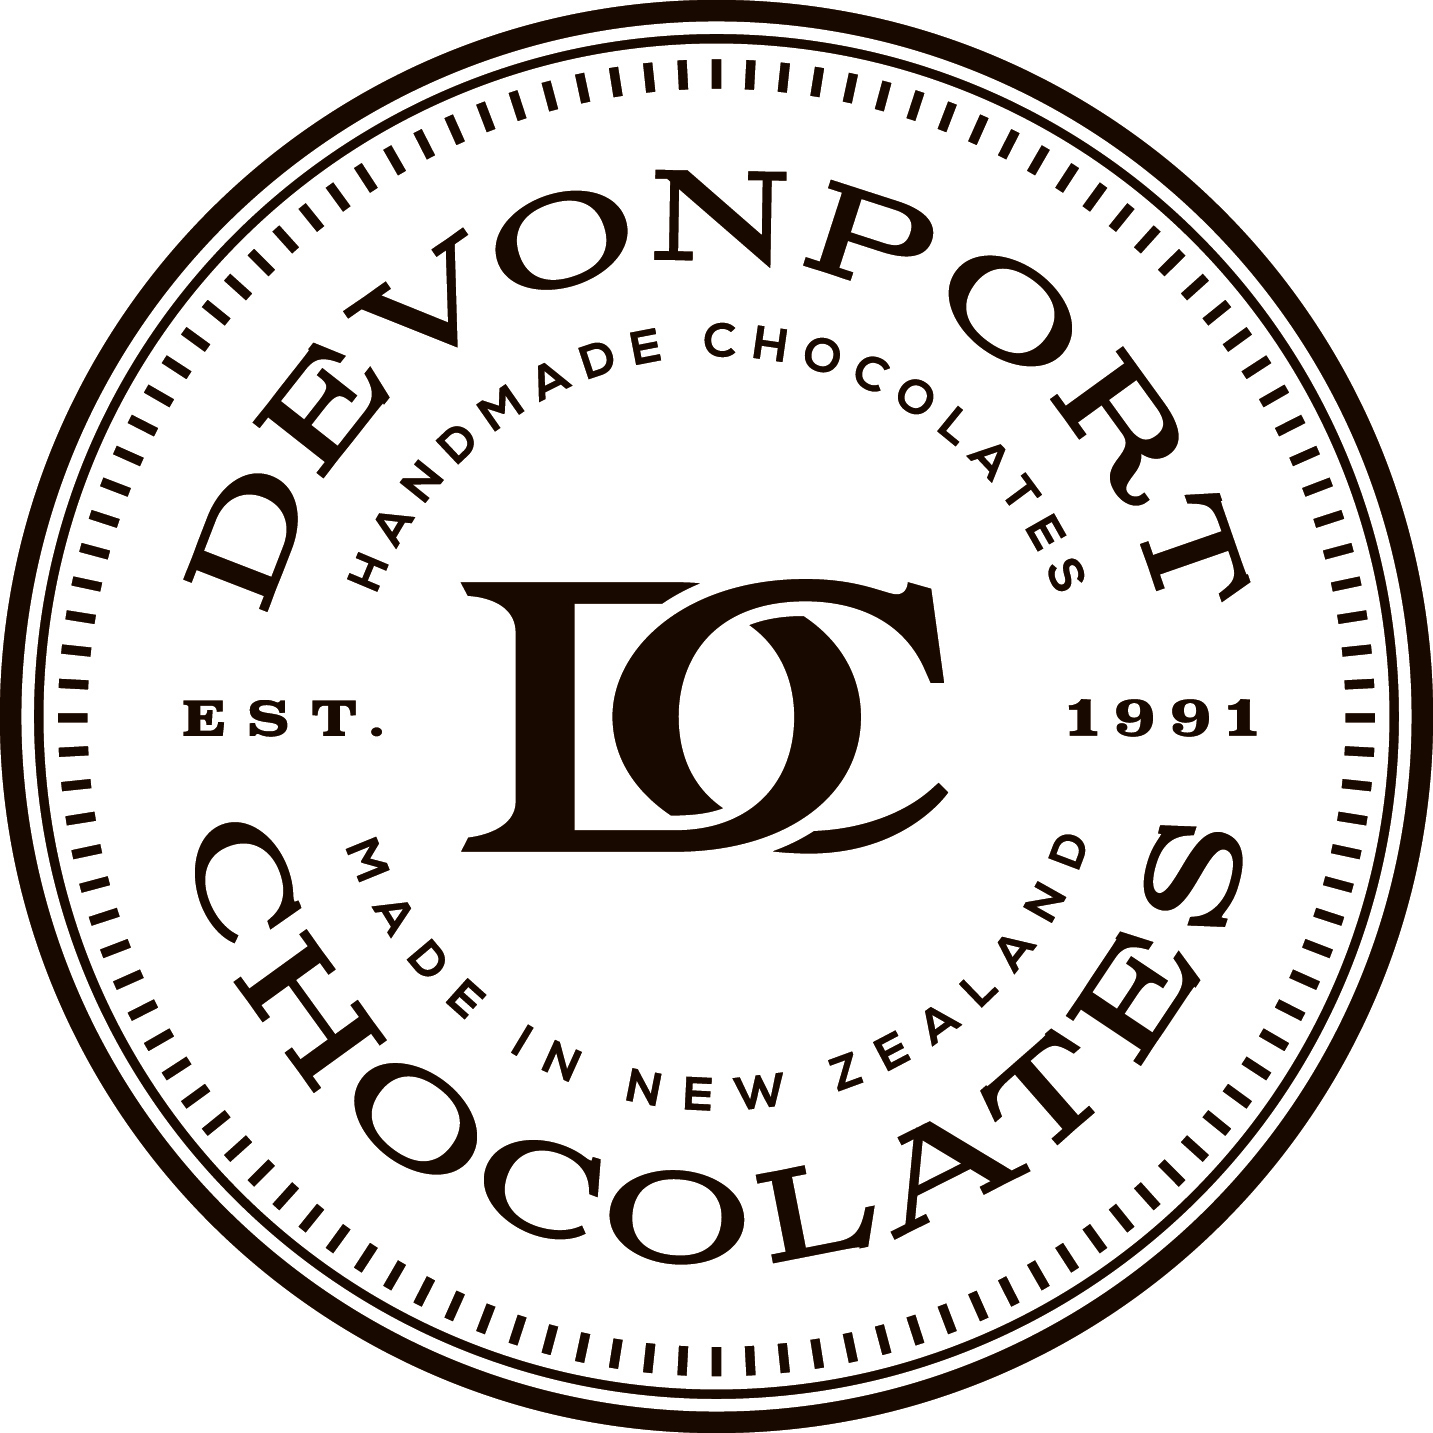 DEVONPORT
HANDMADE CHOCOLATES
DC
EST. 1991
MADE IN NEW ZEALAND
CHOCOLATES